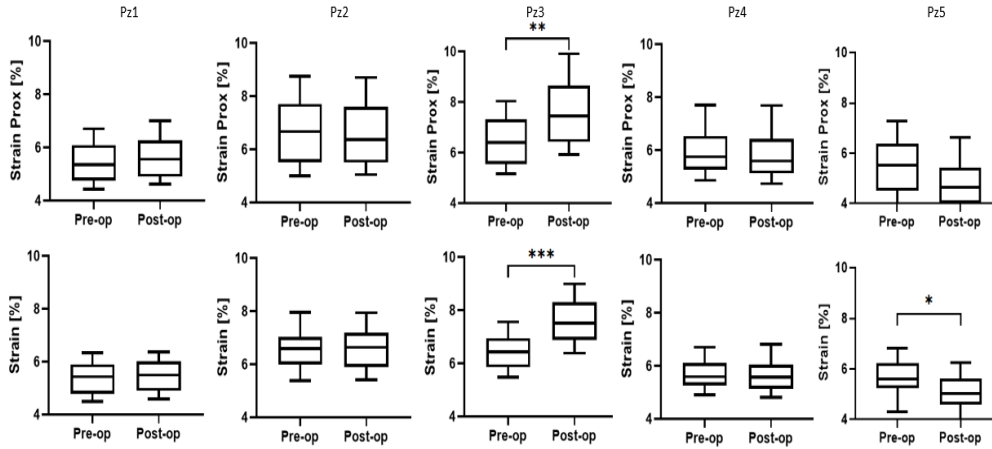 Pz1 Pz2 Pz3 Pz4 Pz5
**
Strain Prox [%] Strain Prox [%] Strain Prox [%] Strain Prox [%] Strain Prox [%]
10 10 10 10 10
8 8 8 8 8
6 6 6 6 6
4 4 4 4 4
Pre-op Post-op Pre-op Post-op Pre-op Post-op Pre-op Post-op Pre-op Post-op
***
*
Strain [%] Strain [%] Strain [%] Strain [%] Strain [%]
10 10 10 10 10
8 8 8 8 8
6 6 6 6 6
4 4 4 4 4
Pre-op Post-op Pre-op Post-op Pre-op Post-op Pre-op Post-op Pre-op Post-op